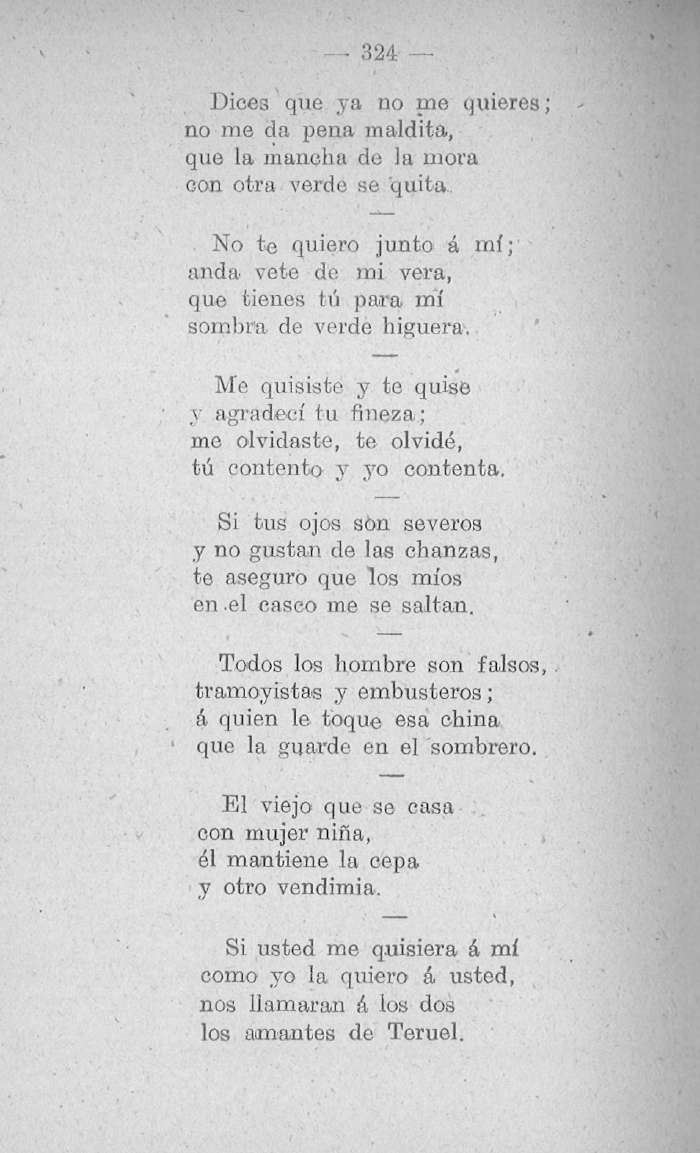 — 324 —
Dices que ya no me quieres;
no me da pena maldita,
que la mancha de la mora
con otra verde se quita.
No te quiero junto á mí;
anda vete de mi vera,
que tienes tú para mí
sombra de verde higuera.
Me quisiste y te quise
y agradecí tu fineza;
me olvidaste, te olvidé,
tú contento y yo contenta.
Si tus ojos son severos
y no gustan de las chanzas,
te aseguro que los míos
en el casco me se saltan.
Todos los hombre son falsos,
tramoyistas y embusteros;
á quien le toque esa china
que la guarde en el sombrero.
El viejo que se casa
con mujer niña,
él mantiene la cepa
y otro vendimia.
Si usted me quisiera á mí
como yo la quiero á usted,
nos llamaran á los dos
los amantes de Teruel.